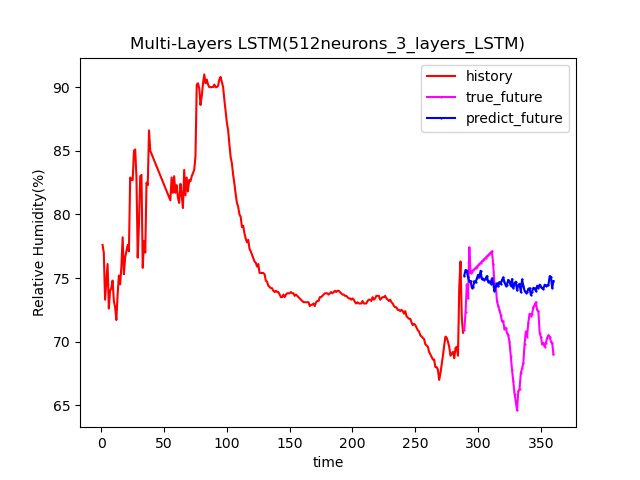 Multi-Layers LSTM(512neurons_3_layers_LSTM)
history
true_future
predict_future
Relative Humidity(%)
90
85
80
75
70
65
0 50 100 150 200 250 300 350
time